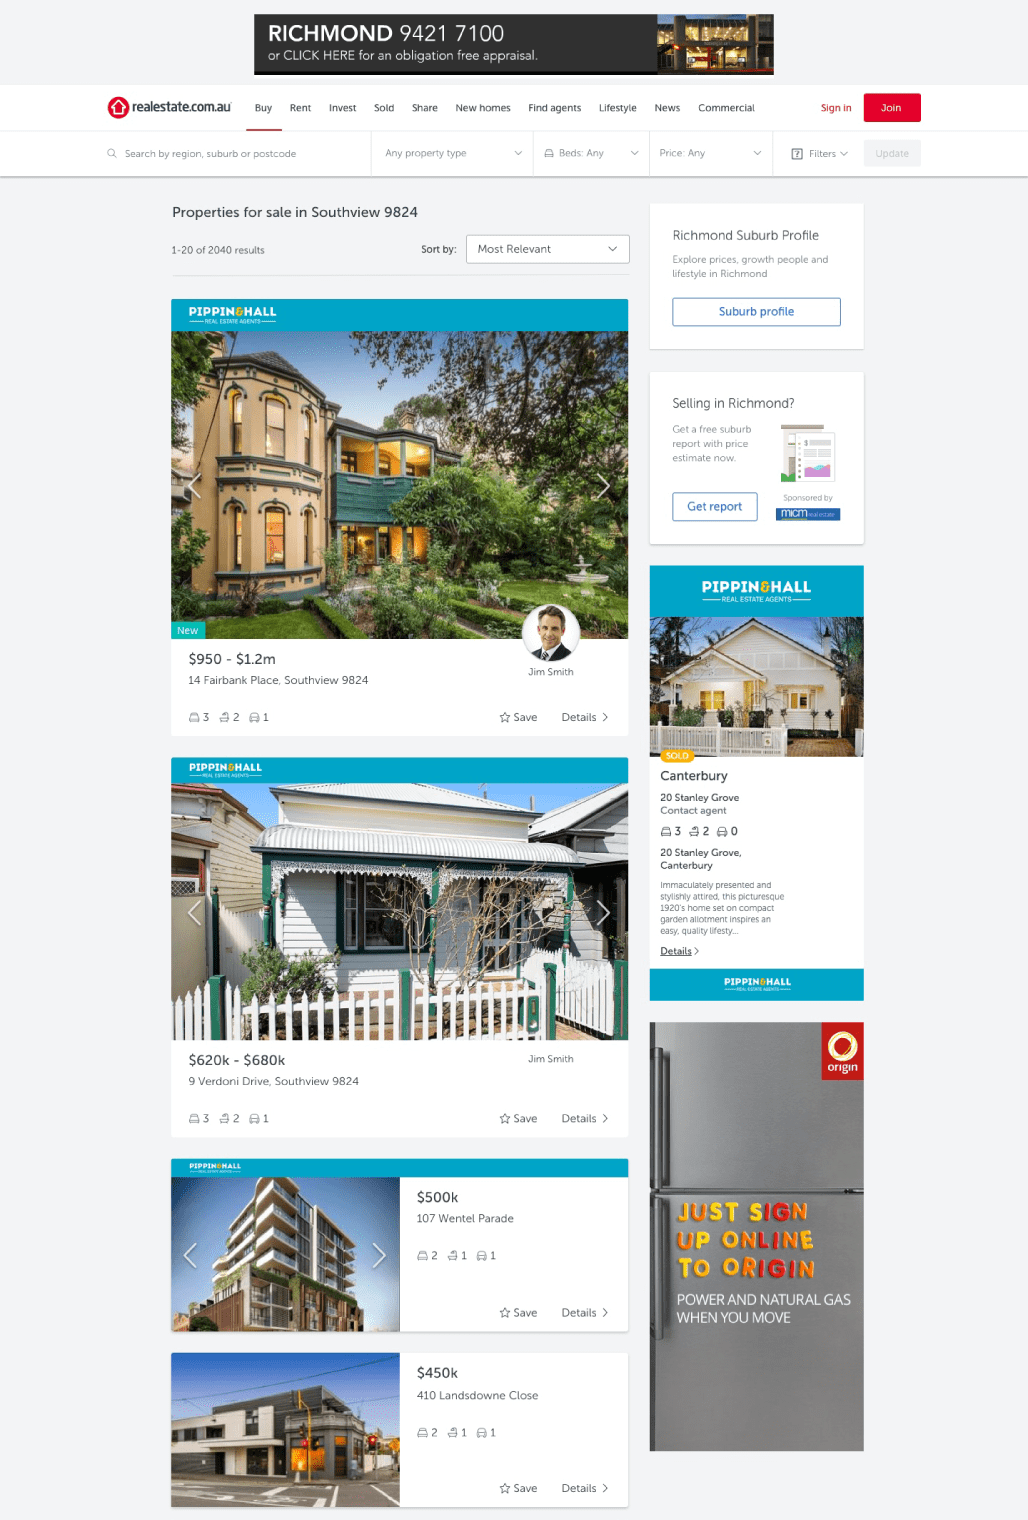 RICHMOND 9421 7100
or CLICK HERE for an obligation free appraisal.
realestate.com.au
Buy
Rent
Invest
Sold
Share
New homes
Find agents
Lifestyle
News
Commercial
Sign in
Join
Search by region, suburb or postcode
Any property type
Beds: Any
Price: Any
Filters
Update
Properties for sale in Southview 9824
1-20 of 2040 results
Sort by:
Most Relevant
PIPPIN&HALL
REAL ESTATE AGENTS
New
$950 - $1.2m
14 Fairbank Place, Southview 9824
Jim Smith
3 2 1
Save
Details
PIPPIN&HALL
REAL ESTATE AGENTS
$620k - $680k
9 Verdoni Drive, Southview 9824
Jim Smith
3 2 1
Save
Details
PIPPIN&HALL
REAL ESTATE AGENTS
$500k
107 Wentel Parade
2 1 1
Save
Details
$450k
410 Landsdowne Close
2 1 1
Save
Details
Richmond Suburb Profile
Explore prices, growth people and
lifestyle in Richmond
Suburb profile
Selling in Richmond?
Get a free suburb
report with price
estimate now.
Get report
Sponsored by
micm real estate
PIPPIN&HALL
REAL ESTATE AGENTS
SOLD
Canterbury
20 Stanley Grove
Contact agent
3 2 0
20 Stanley Grove,
Canterbury
Immaculately presented and
stylishly attired, this picturesque
1920's home set on compact
garden allotment inspires an
easy, quality lifesty...
Details
PIPPIN&HALL
REAL ESTATE AGENTS
origin
JUST SIGN
UP ONLINE
TO ORIGIN
POWER AND NATURAL GAS
WHEN YOU MOVE